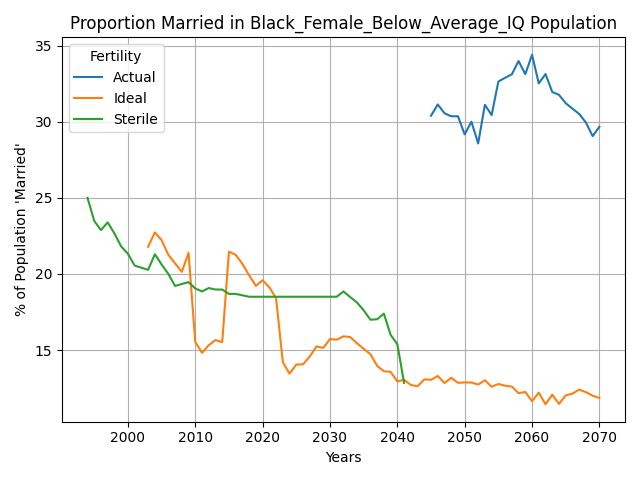 Proportion Married in Black_Female_Below_Average_IQ Population
% of Population 'Married'
35
30
25
20
15
Fertility
Actual
Ideal
Sterile
2000 2010 2020 2030 2040 2050 2060 2070
Years